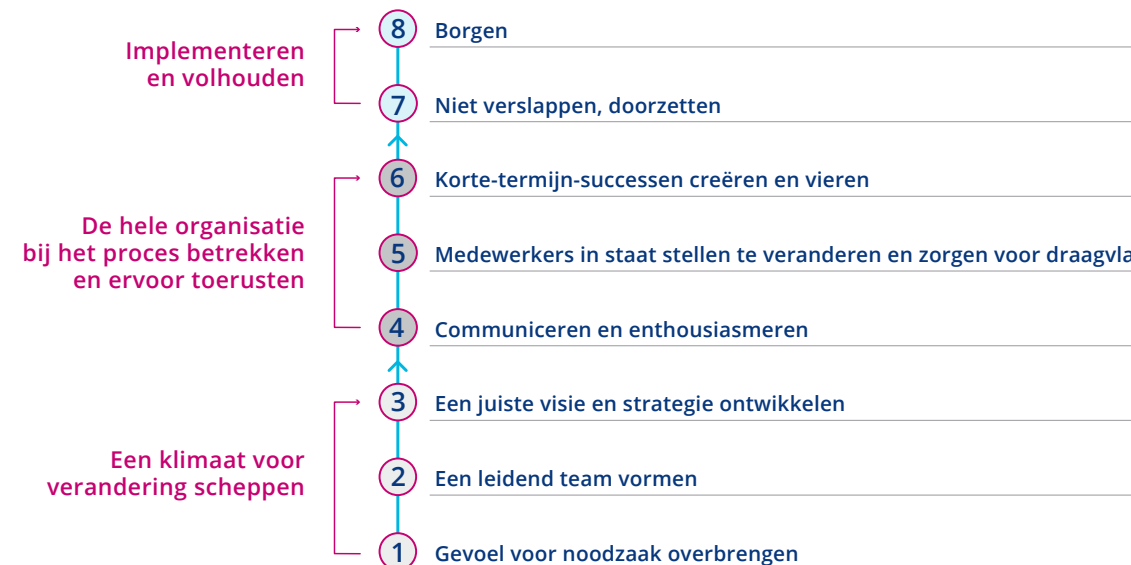 8 Borgen
Implementeren
en volhouden
7 Niet verslappen, doorzetten
6 Korte-termijn-successen creëren en vieren
De hele organisatie
bij het proces betrekken
en ervoor toerusten
5 Medewerkers in staat stellen te veranderen en zorgen voor draagvla
4 Communiceren en enthousiasmeren
3 Een juiste visie en strategie ontwikkelen
Een klimaat voor
verandering scheppen
2 Een leidend team vormen
1 Gevoel voor noodzaak overbrengen